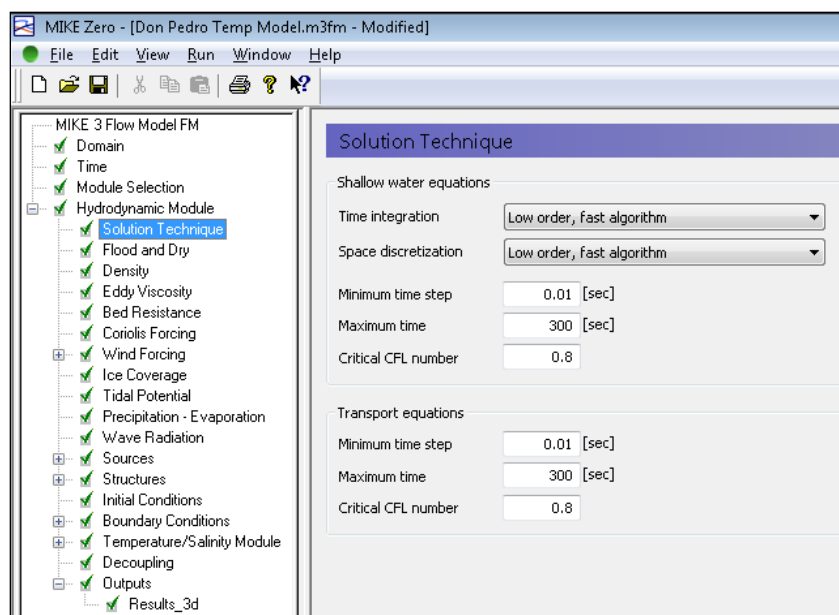 MIKE Zero - [Don Pedro Temp Model.m3fm - Modified]
File Edit View Run Window Help
MIKE 3 Flow Model FM
Domain
Time
Module Selection
Hydrodynamic Module
Solution Technique
Flood and Dry
Density
Eddy Viscosity
Bed Resistance
Coriolis Forcing
Wind Forcing
Ice Coverage
Tidal Potential
Precipitation - Evaporation
Wave Radiation
Sources
Structures
Initial Conditions
Boundary Conditions
Temperature/Salinity Module
Decoupling
Outputs
Results_3d
Solution Technique
Shallow water equations
Time integration Low order, fast algorithm
Space discretization Low order, fast algorithm
Minimum time step 0.01 [sec]
Maximum time 300 [sec]
Critical CFL number 0.8
Transport equations
Minimum time step 0.01 [sec]
Maximum time 300 [sec]
Critical CFL number 0.8